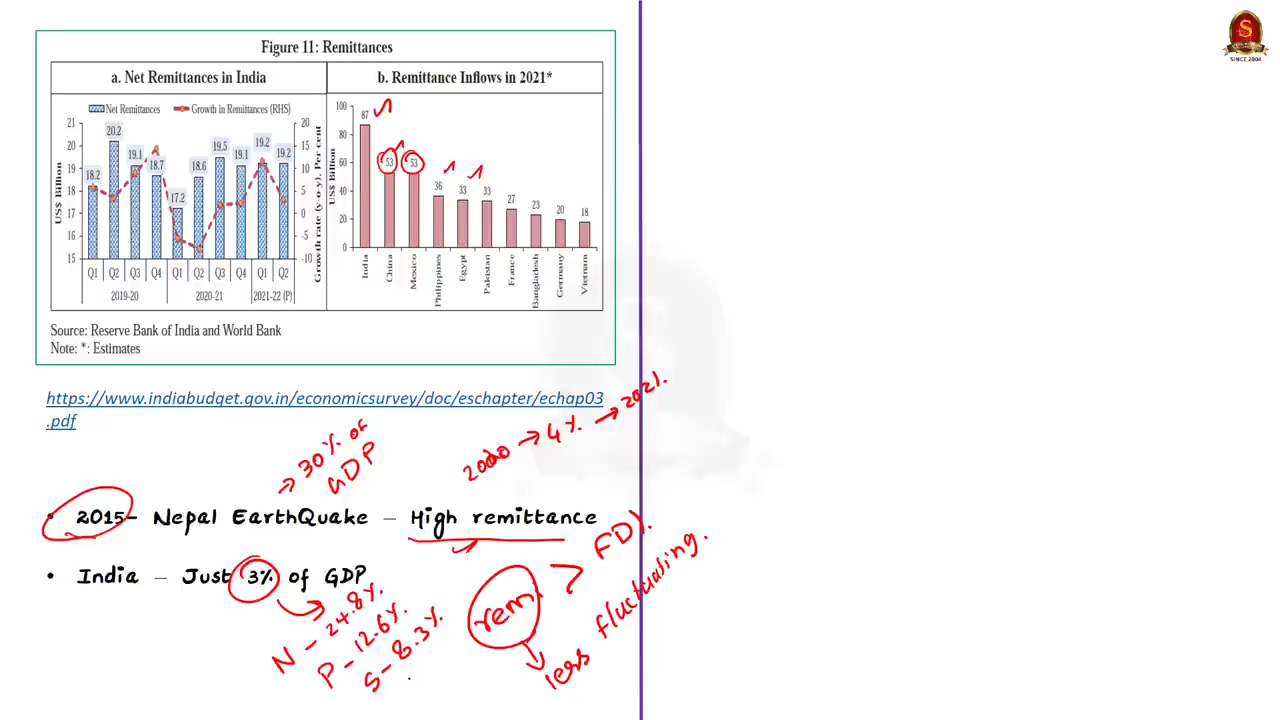 Figure 11: Remittances
a. Net Remittances in India
b. Remittance Inflows in 2021*
Net Remittances
Growth in Remittances (RHS)
US$ Billion
21
20
19
18
17
16
15
18.2
20.2
19.1
18.7
17.2
18.6
19.5
19.1
19.2
19.2
20
15
10
5
0
-5
-10
Growth rate (y-o-y), Per cent
Q1 Q2 Q3 Q4 Q1 Q2 Q3 Q4 Q1 Q2
2019-20 2020-21 2021-22 (P)
US$ Billion
100
80
60
40
20
0
87
53
53
36
33
33
27
23
20
18
India
China
Mexico
Philippines
Egypt
Pakistan
France
Bangladesh
Germany
Vietnam
Source: Reserve Bank of India and World Bank
Note: *: Estimates
https://www.indiabudget.gov.in/economicsurvey/doc/eschapter/echap03
.pdf
→ 30% of
GDP
2020 → 4% → 2021.
• 2015- Nepal EarthQuake - High remittance
• India - Just 3% of GDP
N - 24.8%.
P - 12.6%.
S - 8.3%.
rem > FDI.
less fluctuating.
S
SINCE 2004